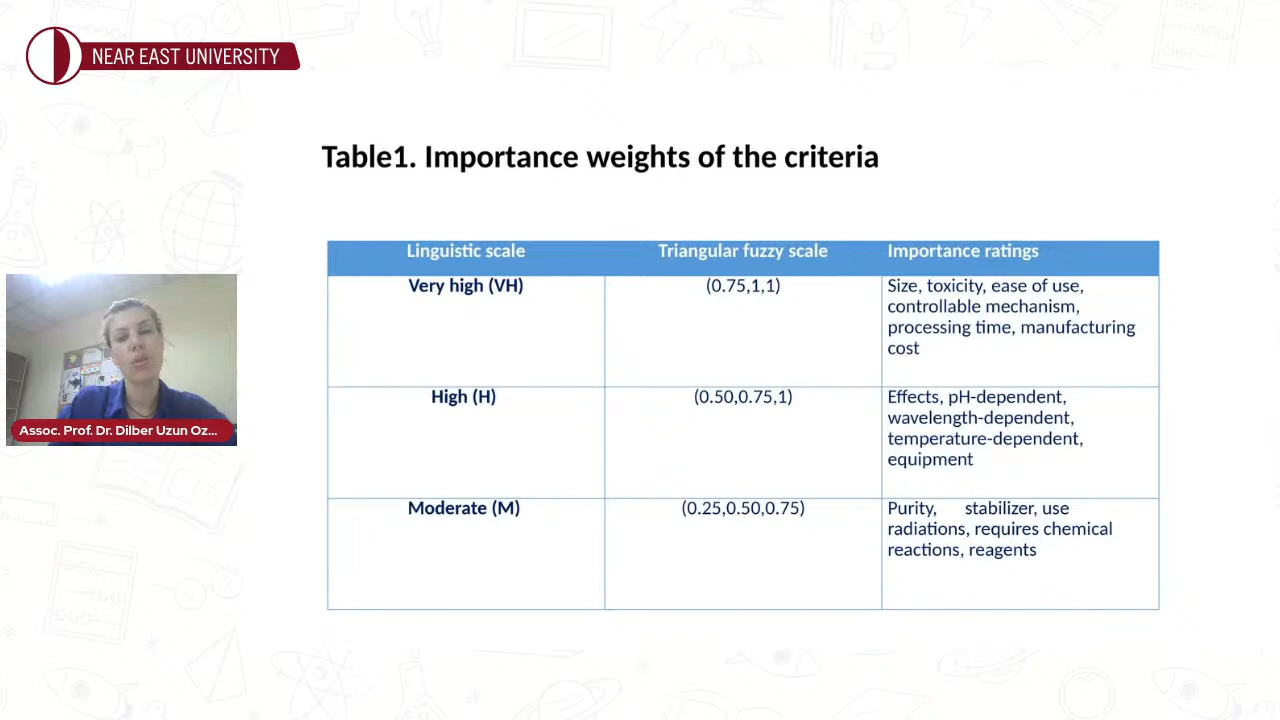 NEAR EAST UNIVERSITY
Table1. Importance weights of the criteria
Linguistic scale
Triangular fuzzy scale
Importance ratings
Very high (VH)
(0.75,1,1)
Size, toxicity, ease of use,
controllable mechanism,
processing time, manufacturing
cost
High (H)
(0.50,0.75,1)
Effects, pH-dependent,
wavelength-dependent,
temperature-dependent,
equipment
Moderate (M)
(0.25,0.50,0.75)
Purity, stabilizer, use
radiations, requires chemical
reactions, reagents
Assoc. Prof. Dr. Dilber Uzun Oz...